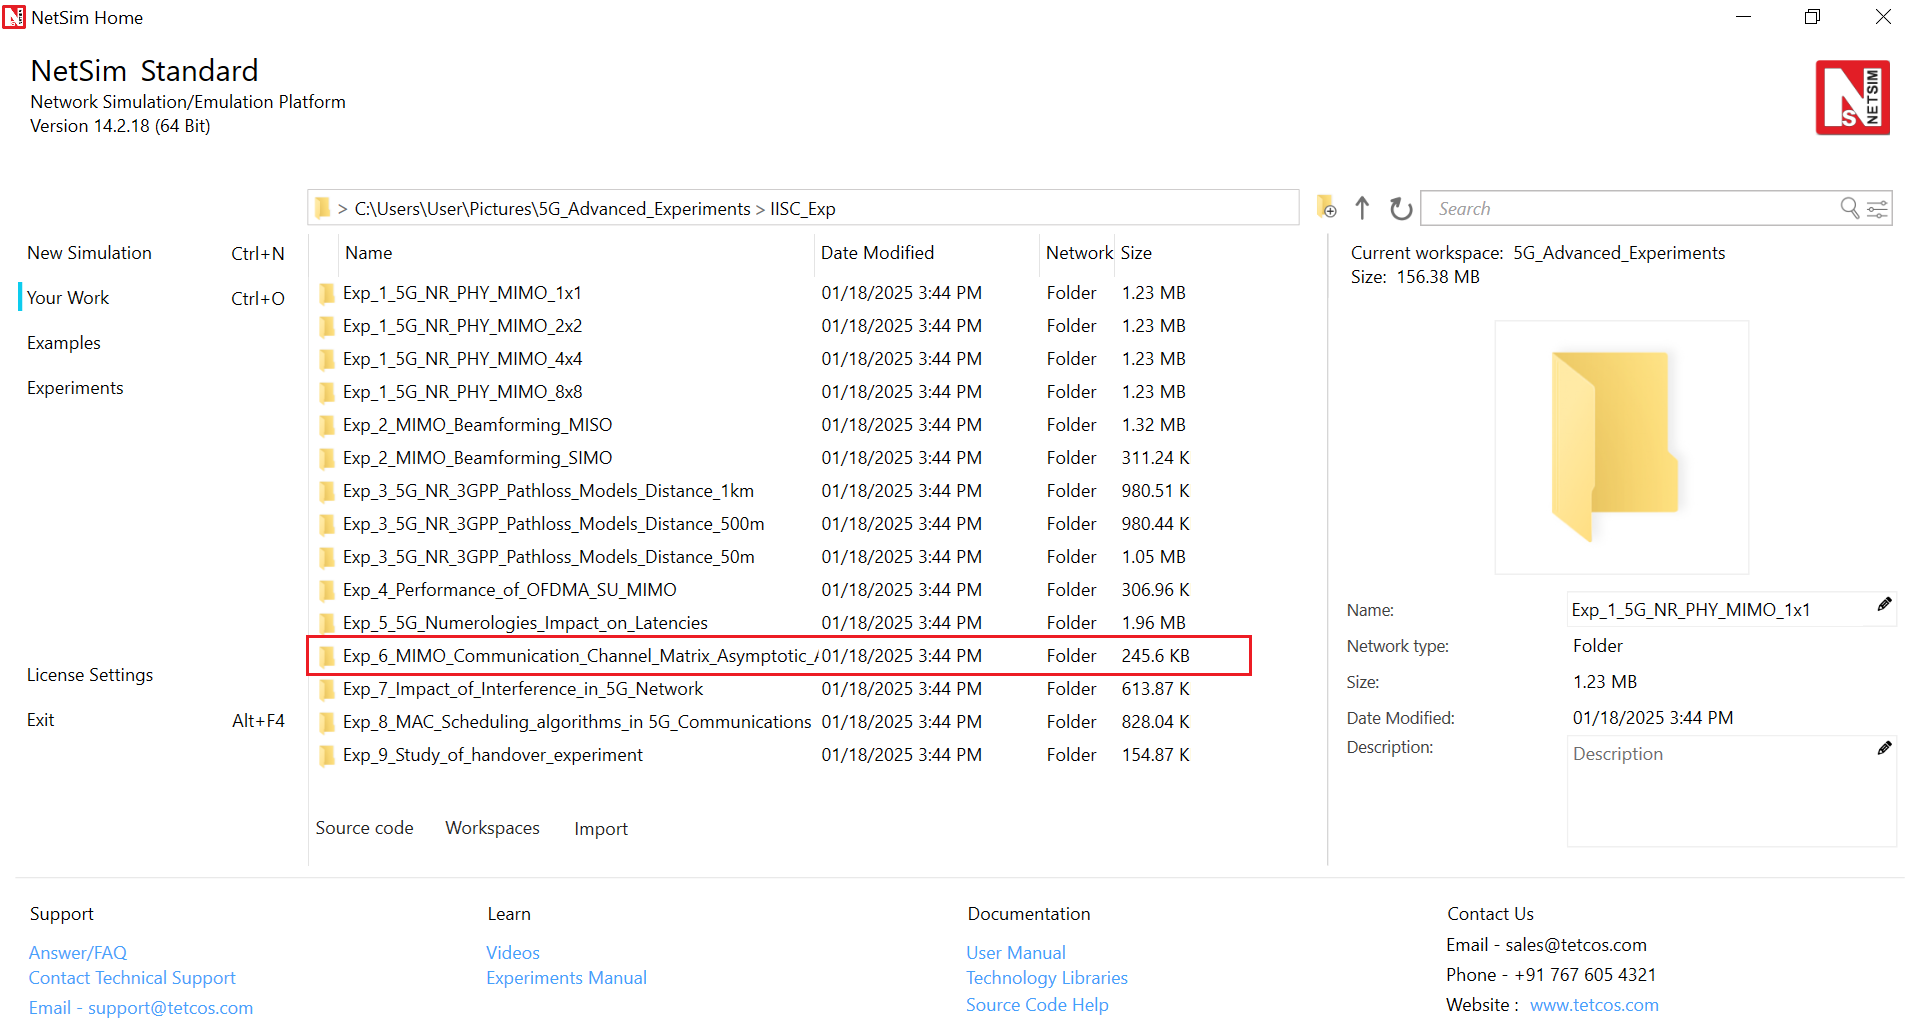 NetSim Home
NetSim Standard
Network Simulation/Emulation Platform
Version 14.2.18 (64 Bit)
NS NETSIM
> C:\Users\User\Pictures\5G_Advanced_Experiments > IISC_Exp
Search
New Simulation Ctrl+N
Your Work Ctrl+O
Examples
Experiments
License Settings
Exit Alt+F4
Name Date Modified Network Size
Exp_1_5G_NR_PHY_MIMO_1x1 01/18/2025 3:44 PM Folder 1.23 MB
Exp_1_5G_NR_PHY_MIMO_2x2 01/18/2025 3:44 PM Folder 1.23 MB
Exp_1_5G_NR_PHY_MIMO_4x4 01/18/2025 3:44 PM Folder 1.23 MB
Exp_1_5G_NR_PHY_MIMO_8x8 01/18/2025 3:44 PM Folder 1.23 MB
Exp_2_MIMO_Beamforming_MISO 01/18/2025 3:44 PM Folder 1.32 MB
Exp_2_MIMO_Beamforming_SIMO 01/18/2025 3:44 PM Folder 311.24 K
Exp_3_5G_NR_3GPP_Pathloss_Models_Distance_1km 01/18/2025 3:44 PM Folder 980.51 K
Exp_3_5G_NR_3GPP_Pathloss_Models_Distance_500m 01/18/2025 3:44 PM Folder 980.44 K
Exp_3_5G_NR_3GPP_Pathloss_Models_Distance_50m 01/18/2025 3:44 PM Folder 1.05 MB
Exp_4_Performance_of_OFDMA_SU_MIMO 01/18/2025 3:44 PM Folder 306.96 K
Exp_5_5G_Numerologies_Impact_on_Latencies 01/18/2025 3:44 PM Folder 1.96 MB
Exp_6_MIMO_Communication_Channel_Matrix_Asymptotic_A 01/18/2025 3:44 PM Folder 245.6 KB
Exp_7_Impact_of_Interference_in_5G_Network 01/18/2025 3:44 PM Folder 613.87 K
Exp_8_MAC_Scheduling_algorithms_in 5G_Communications 01/18/2025 3:44 PM Folder 828.04 K
Exp_9_Study_of_handover_experiment 01/18/2025 3:44 PM Folder 154.87 K
Source code Workspaces Import
Current workspace: 5G_Advanced_Experiments
Size: 156.38 MB
Name: Exp_1_5G_NR_PHY_MIMO_1x1
Network type: Folder
Size: 1.23 MB
Date Modified: 01/18/2025 3:44 PM
Description: Description
Support
Answer/FAQ
Contact Technical Support
Email - support@tetcos.com
Learn
Videos
Experiments Manual
Documentation
User Manual
Technology Libraries
Source Code Help
Contact Us
Email - sales@tetcos.com
Phone - +91 767 605 4321
Website : www.tetcos.com